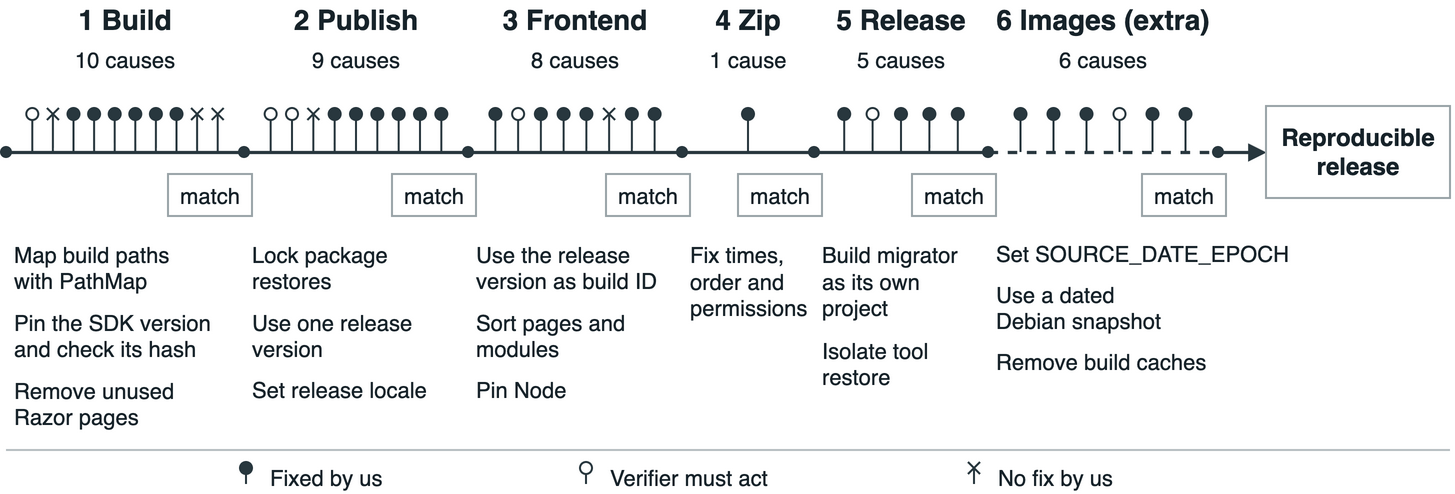 1 Build
10 causes
2 Publish
9 causes
3 Frontend
8 causes
4 Zip
1 cause
5 Release
5 causes
6 Images (extra)
6 causes
Reproducible
release
match
match
match
match
match
match
Map build paths
with PathMap
Pin the SDK version
and check its hash
Remove unused
Razor pages
Lock package
restores
Use one release
version
Set release locale
Use the release
version as build ID
Sort pages and
modules
Pin Node
Fix times,
order and
permissions
Build migrator
as its own
project
Isolate tool
restore
Set SOURCE_DATE_EPOCH
Use a dated
Debian snapshot
Remove build caches
Fixed by us
Verifier must act
No fix by us